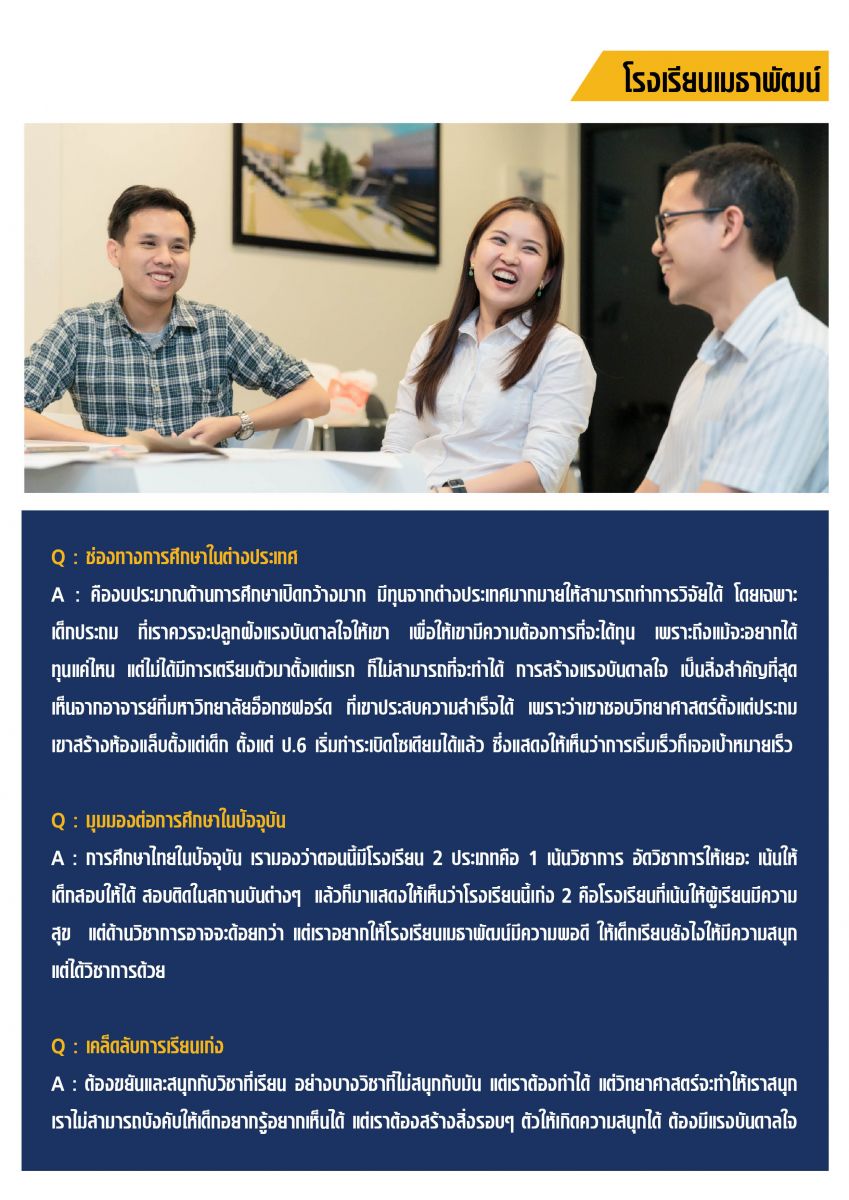 โรงเรียนเมธาพัฒน์
Q : ช่องทางการศึกษาในต่างประเทศ
A : คืองบประมาณด้านการศึกษาเปิดกว้างมาก มีทุนจากต่างประเทศมากมายให้สามารถทำการวิจัยได้ โดยเฉพาะ
เด็กประถม ที่เราควรจะปลูกฝังแรงบันดาลใจให้เขา เพื่อให้เขามีความต้องการที่จะได้ทุน เพราะถึงแม้จะอยากได้
ทุนแค่ไหน แต่ไม่ได้มีการเตรียมตัวมาตั้งแต่แรก ก็ไม่สามารถที่จะทำได้ การสร้างแรงบันดาลใจ เป็นสิ่งสำคัญที่สุด
เห็นจากอาจารย์ที่มหาวิทยาลัยอ็อกซฟอร์ด ที่เขาประสบความสำเร็จได้ เพราะว่าเขาชอบวิทยาศาสตร์ตั้งแต่ประถม
เขาสร้างห้องแล็บตั้งแต่เด็ก ตั้งแต่ ป.6 เริ่มทำระเบิดโซเดียมได้แล้ว ซึ่งแสดงให้เห็นว่าการเริ่มเร็วก็เจอเป้าหมายเร็ว
Q : มุมมองต่อการศึกษาในปัจจุบัน
A : การศึกษาไทยในปัจจุบัน เรามองว่าตอนนี้มีโรงเรียน 2 ประเภทคือ 1 เน้นวิชาการ อัดวิชาการให้เยอะ เน้นให้
เด็กสอบให้ได้ สอบติดในสถานบันต่างๆ แล้วก็มาแสดงให้เห็นว่าโรงเรียนนี้เก่ง 2 คือโรงเรียนที่เน้นให้ผู้เรียนมีความ
สุข แต่ด้านวิชาการอาจจะด้อยกว่า แต่เราอยากให้โรงเรียนเมธาพัฒน์มีความพอดี ให้เด็กเรียนยังไงให้มีความสนุก
แต่ได้วิชาการด้วย
Q : เคล็ดลับการเรียนเก่ง
A : ต้องขยันและสนุกกับวิชาที่เรียน อย่างบางวิชาที่ไม่สนุกกับมัน แต่เราต้องทำได้ แต่วิทยาศาสตร์จะทำให้เราสนุก
เราไม่สามารถบังคับให้เด็กอยากรู้อยากเห็นได้ แต่เราต้องสร้างสิ่งรอบๆ ตัวให้เกิดความสนุกได้ ต้องมีแรงบันดาลใจ